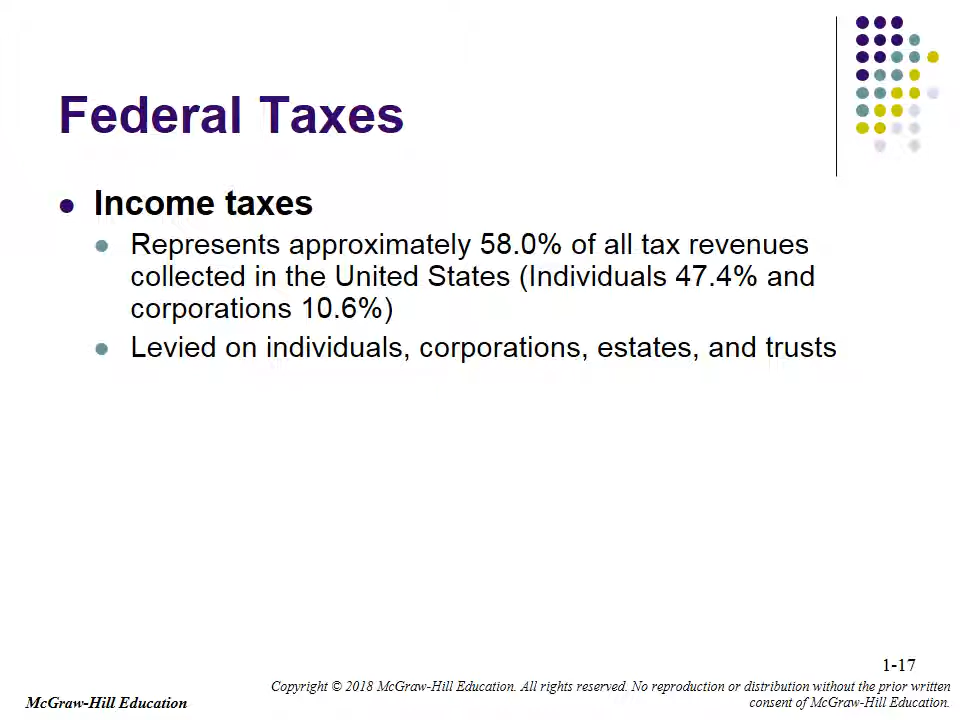 Federal Taxes
Income taxes
Represents approximately 58.0% of all tax revenues
collected in the United States (Individuals 47.4% and
corporations 10.6%)
Levied on individuals, corporations, estates, and trusts
1-17
McGraw-Hill Education
Copyright © 2018 McGraw-Hill Education. All rights reserved. No reproduction or distribution without the prior written
consent of McGraw-Hill Education.